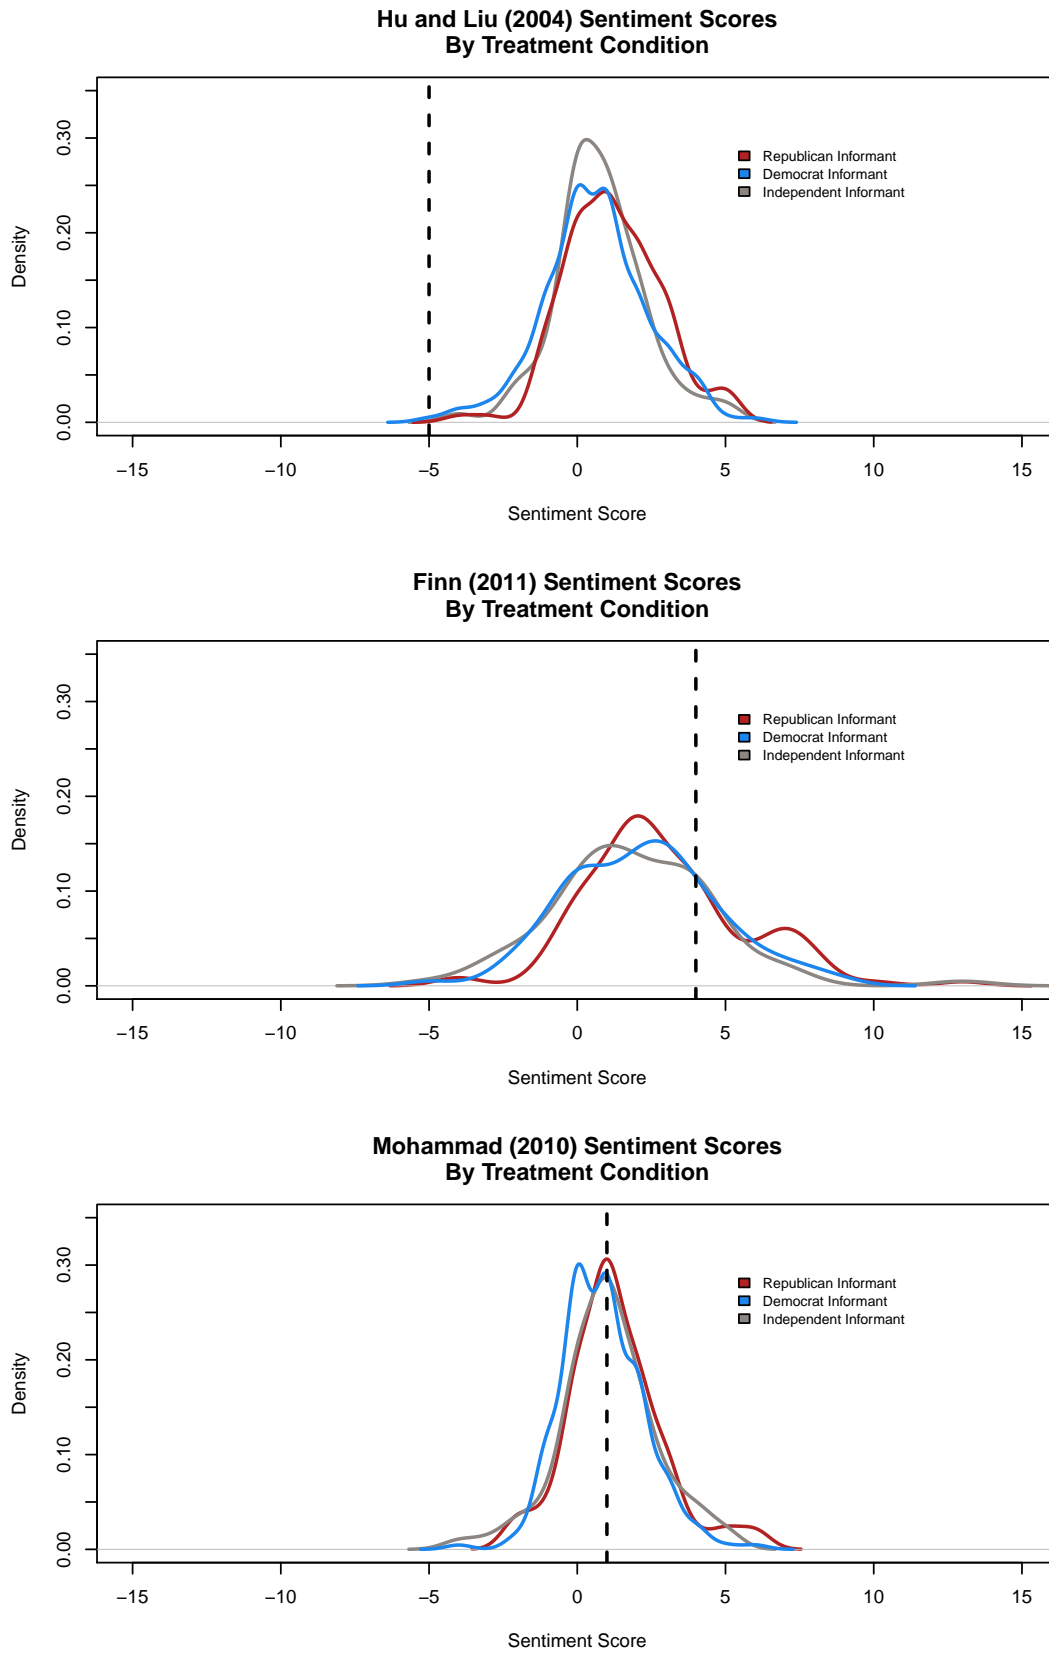 Hu and Liu (2004) Sentiment Scores
By Treatment Condition
Density
0.30
0.20
0.10
0.00
Republican Informant
Democrat Informant
Independent Informant
−15 −10 −5 0 5 10 15
Sentiment Score
Finn (2011) Sentiment Scores
By Treatment Condition
Density
0.30
0.20
0.10
0.00
Republican Informant
Democrat Informant
Independent Informant
−15 −10 −5 0 5 10 15
Sentiment Score
Mohammad (2010) Sentiment Scores
By Treatment Condition
Density
0.30
0.20
0.10
0.00
Republican Informant
Democrat Informant
Independent Informant
−15 −10 −5 0 5 10 15
Sentiment Score